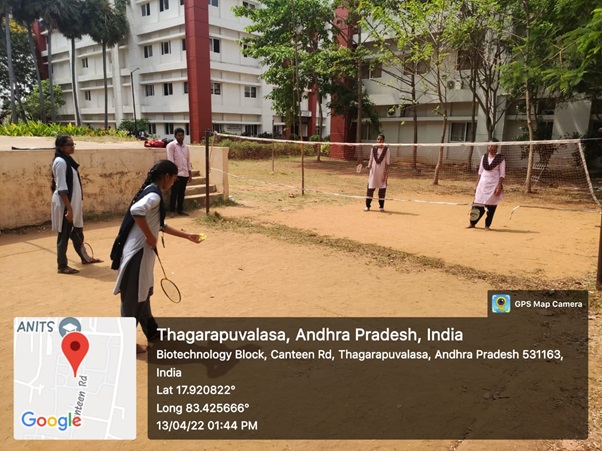 GPS Map Camera
ANITS
Canteen Rd
Google
Thagarapuvalasa, Andhra Pradesh, India
Biotechnology Block, Canteen Rd, Thagarapuvalasa, Andhra Pradesh 531163,
India
Lat 17.920822°
Long 83.425666°
13/04/22 01:44 PM